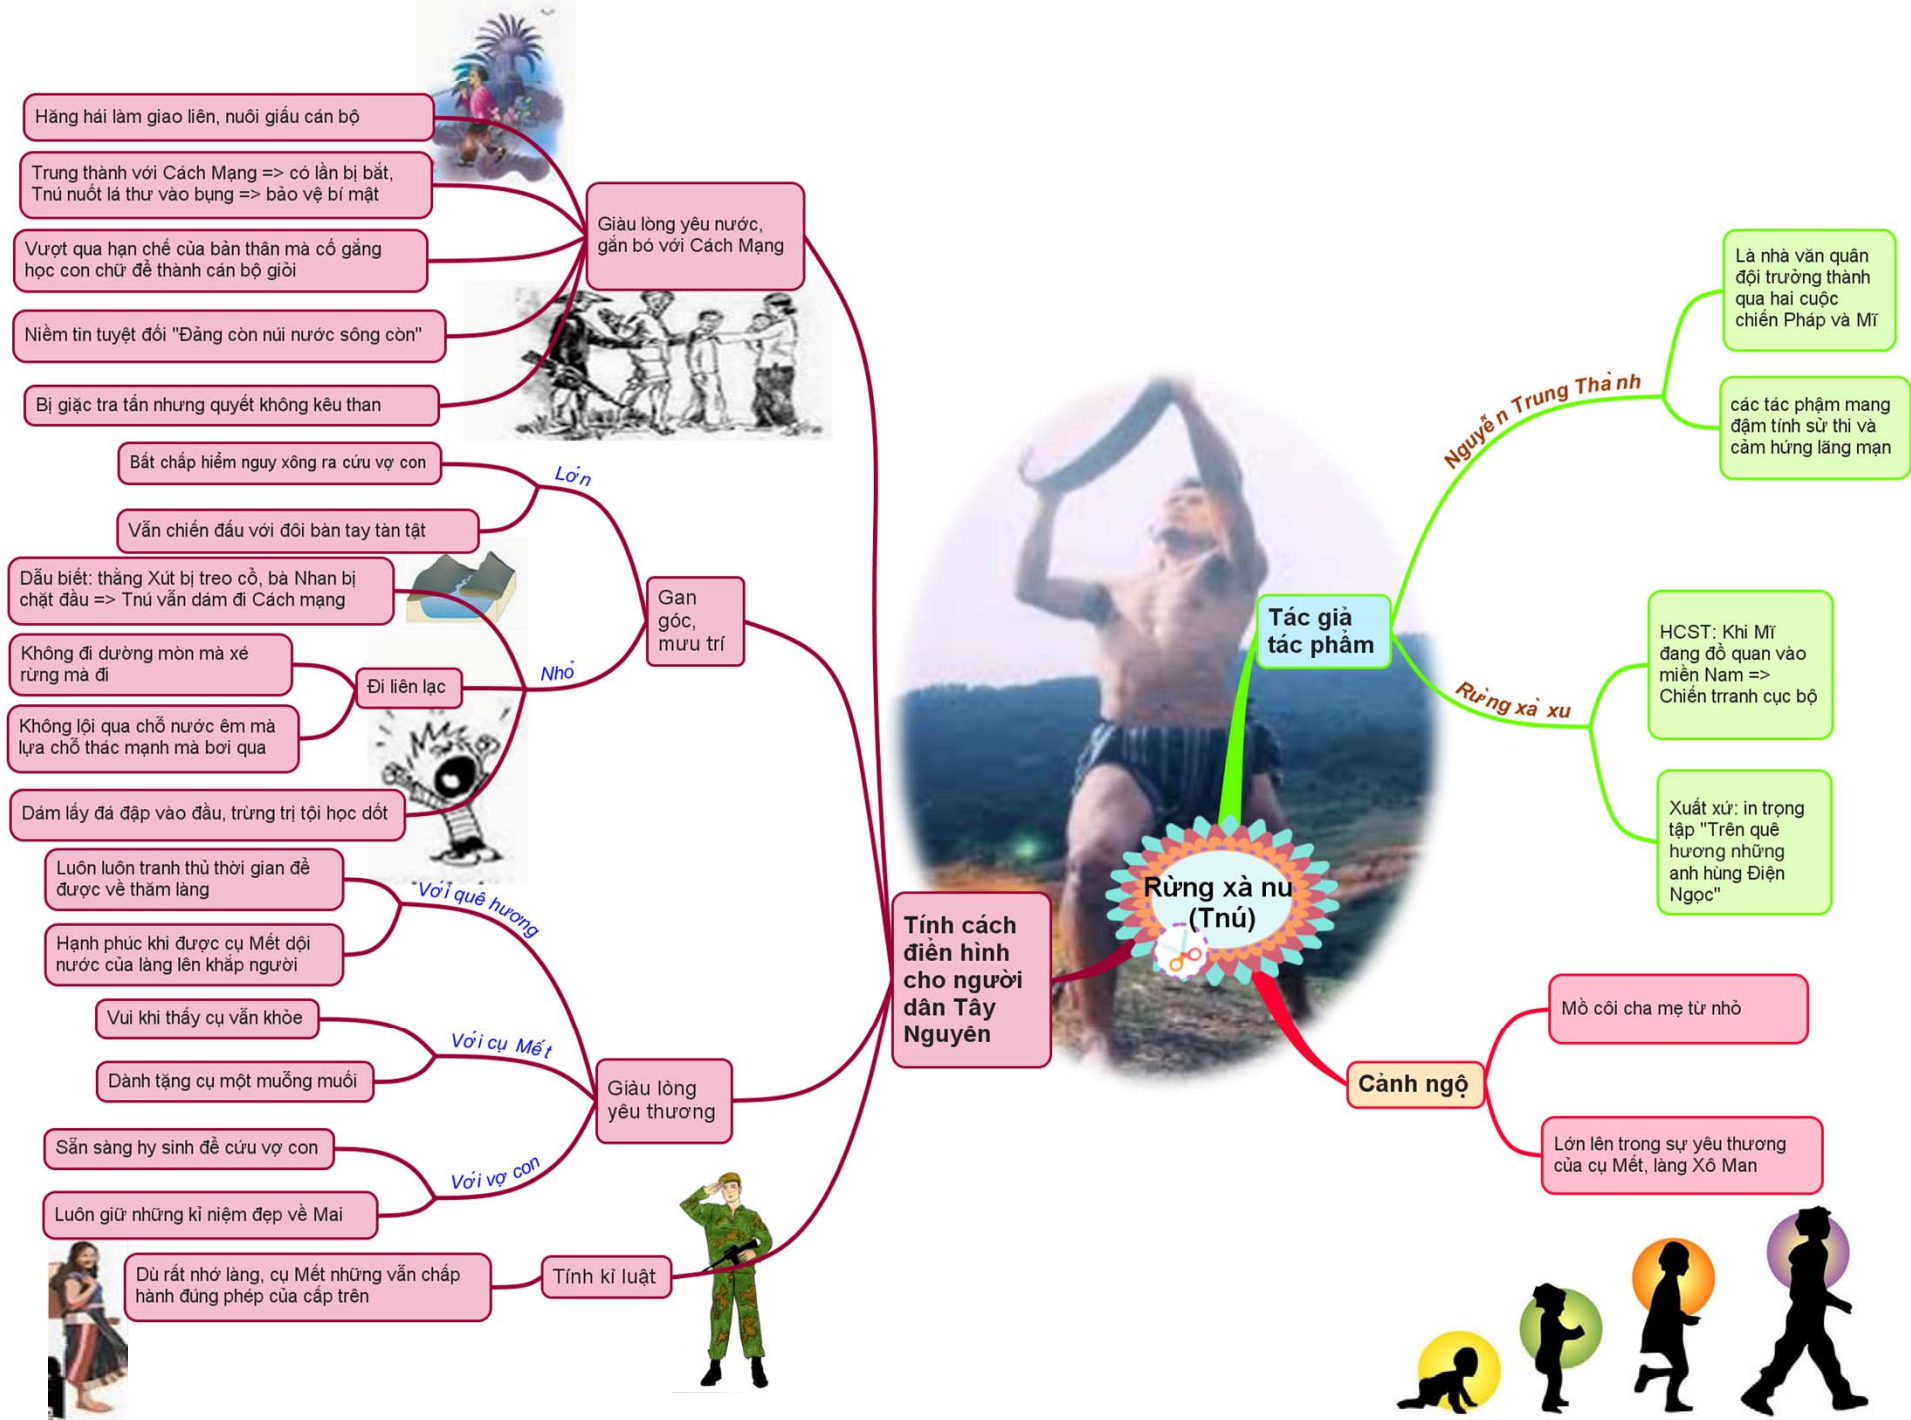 Rừng xà nu
(Tnú)
Tác giả
tác phẩm
Nguyễn Trung Thành
Là nhà văn quân
đội trưởng thành
qua hai cuộc
chiến Pháp và Mĩ
các tác phậm mang
đậm tính sử thi và
cảm hứng lãng mạn
Rừng xà xu
HCST: Khi Mĩ
đang đổ quan vào
miền Nam =>
Chiến trranh cục bộ
Xuất xứ: in trọng
tập "Trên quê
hương những
anh hùng Điện
Ngọc"
Cảnh ngộ
Mồ côi cha mẹ từ nhỏ
Lớn lên trong sự yêu thương
của cụ Mết, làng Xô Man
Tính cách
điển hình
cho người
dân Tây
Nguyên
Giàu lòng yêu nước,
gắn bó với Cách Mạng
Hăng hái làm giao liên, nuôi giấu cán bộ
Trung thành với Cách Mạng => có lần bị bắt,
Tnú nuốt lá thư vào bụng => bảo vệ bí mật
Vượt qua hạn chế của bản thân mà cố gắng
học con chữ để thành cán bộ giỏi
Niềm tin tuyệt đối "Đảng còn núi nước sông còn"
Bị giặc tra tấn nhưng quyết không kêu than
Gan
góc,
mưu trí
Lớn
Bất chấp hiểm nguy xông ra cứu vợ con
Vẫn chiến đấu với đôi bàn tay tàn tật
Nhỏ
Dẫu biết: thằng Xút bị treo cổ, bà Nhan bị
chặt đầu => Tnú vẫn dám đi Cách mạng
Đi liên lạc
Không đi dường mòn mà xé
rừng mà đi
Không lội qua chỗ nước êm mà
lựa chỗ thác mạnh mà bơi qua
Dám lấy đá đập vào đầu, trừng trị tội học dốt
Giàu lòng
yêu thương
Với quê hương
Luôn luôn tranh thủ thời gian để
được về thăm làng
Hạnh phúc khi được cụ Mết dội
nước của làng lên khắp người
Với cụ Mết
Vui khi thấy cụ vẫn khỏe
Dành tặng cụ một muỗng muối
Với vợ con
Sẵn sàng hy sinh để cứu vợ con
Luôn giữ những kỉ niệm đẹp về Mai
Tính kỉ luật
Dù rất nhớ làng, cụ Mết những vẫn chấp
hành đúng phép của cấp trên